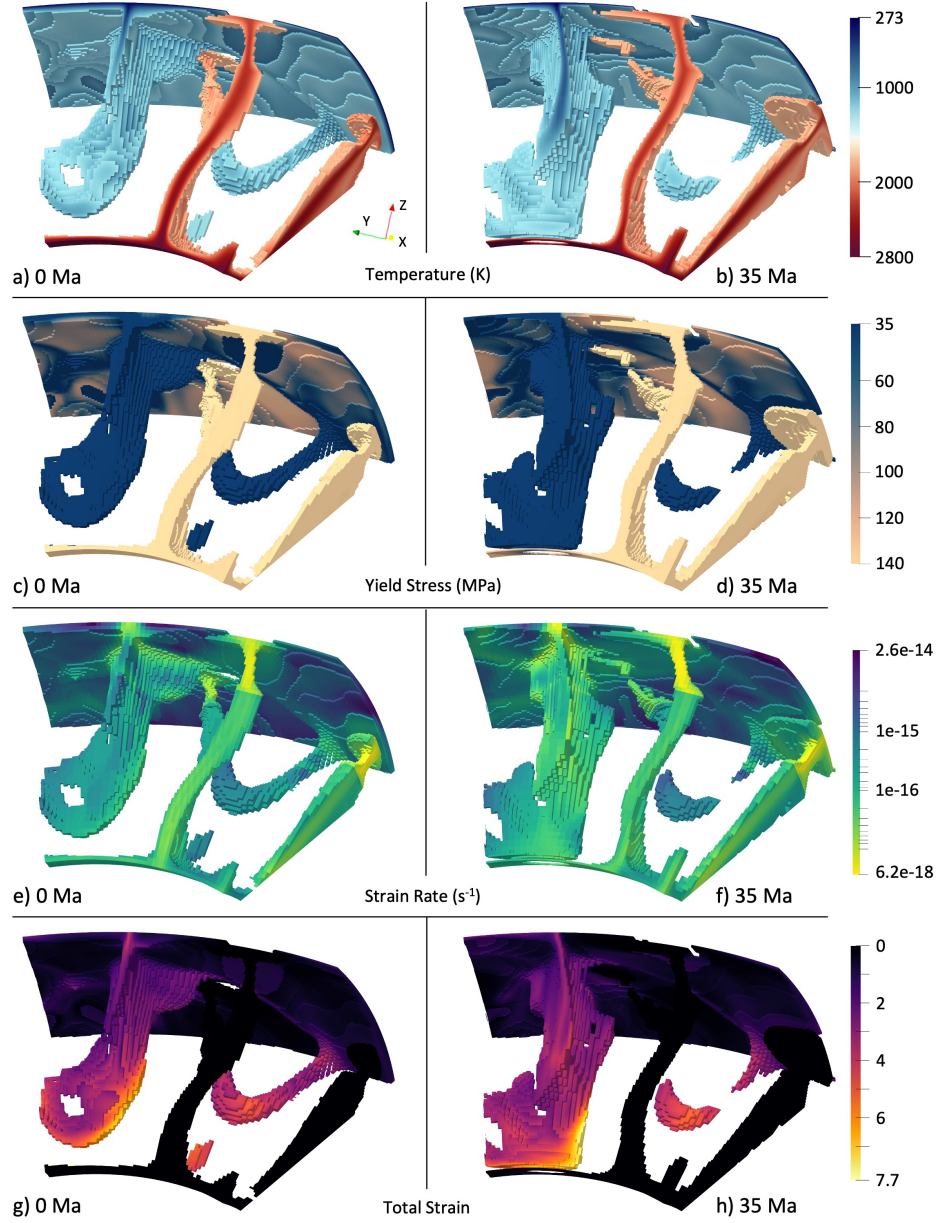 273
1000
2000
2800
Z
Y
X
a) 0 Ma
Temperature (K)
b) 35 Ma
35
60
80
100
120
140
c) 0 Ma
Yield Stress (MPa)
d) 35 Ma
2.6e-14
1e-15
1e-16
6.2e-18
e) 0 Ma
Strain Rate (s⁻¹)
f) 35 Ma
0
2
4
6
7.7
g) 0 Ma
Total Strain
h) 35 Ma